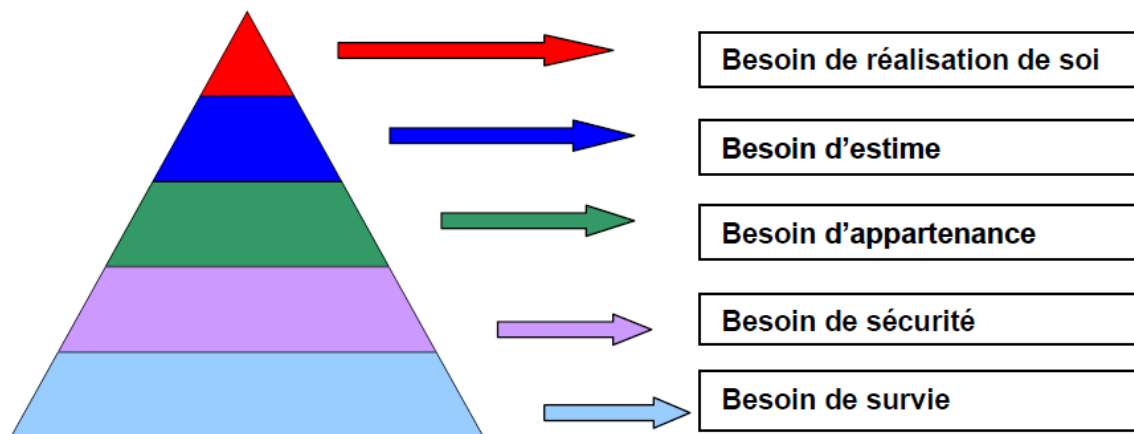 Besoin de réalisation de soi
Besoin d’estime
Besoin d’appartenance
Besoin de sécurité
Besoin de survie